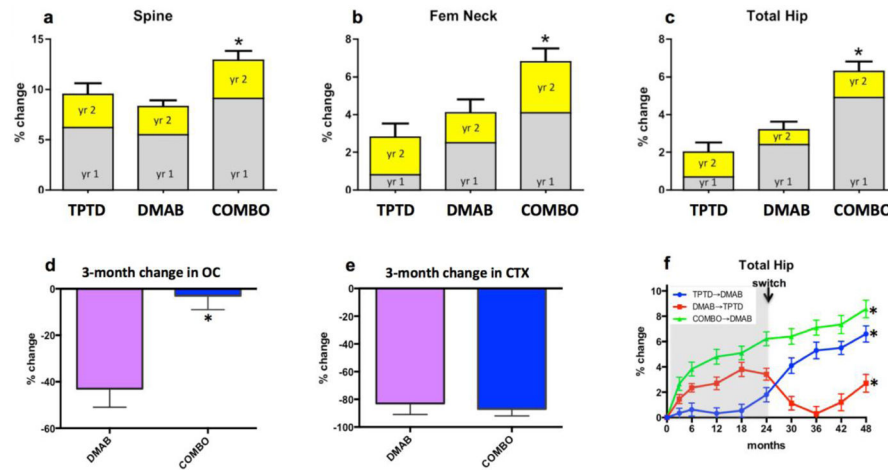 a
Spine
% change
15
10
5
0
*
yr 2
yr 2
yr 2
yr 1
yr 1
yr 1
TPTD DMAB COMBO
b
Fem Neck
% change
8
6
4
2
0
*
yr 2
yr 2
yr 2
yr 1
yr 1
yr 1
TPTD DMAB COMBO
c
Total Hip
% change
8
6
4
2
0
*
yr 2
yr 2
yr 2
yr 1
yr 1
yr 1
TPTD DMAB COMBO
d
3-month change in OC
% change
0
-20
-40
-60
*
DMAB
COMBO
e
3-month change in CTX
% change
0
-20
-40
-60
-80
-100
DMAB
COMBO
f
Total Hip
switch
% change
10
8
6
4
2
0
TPTD→DMAB
DMAB→TPTD
COMBO→DMAB
*
*
*
0 6 12 18 24 30 36 42 48
months